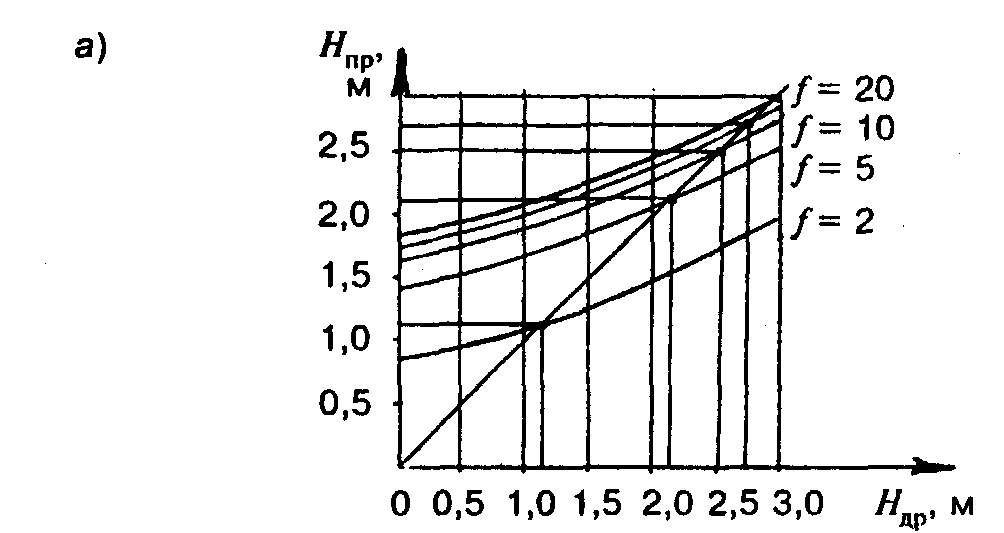 а)
Hпр,
м
f = 20
f = 10
f = 5
f = 2
2,5
2,0
1,5
1,0
0,5
0 0,5 1,0 1,5 2,0 2,5 3,0 Hдр, м